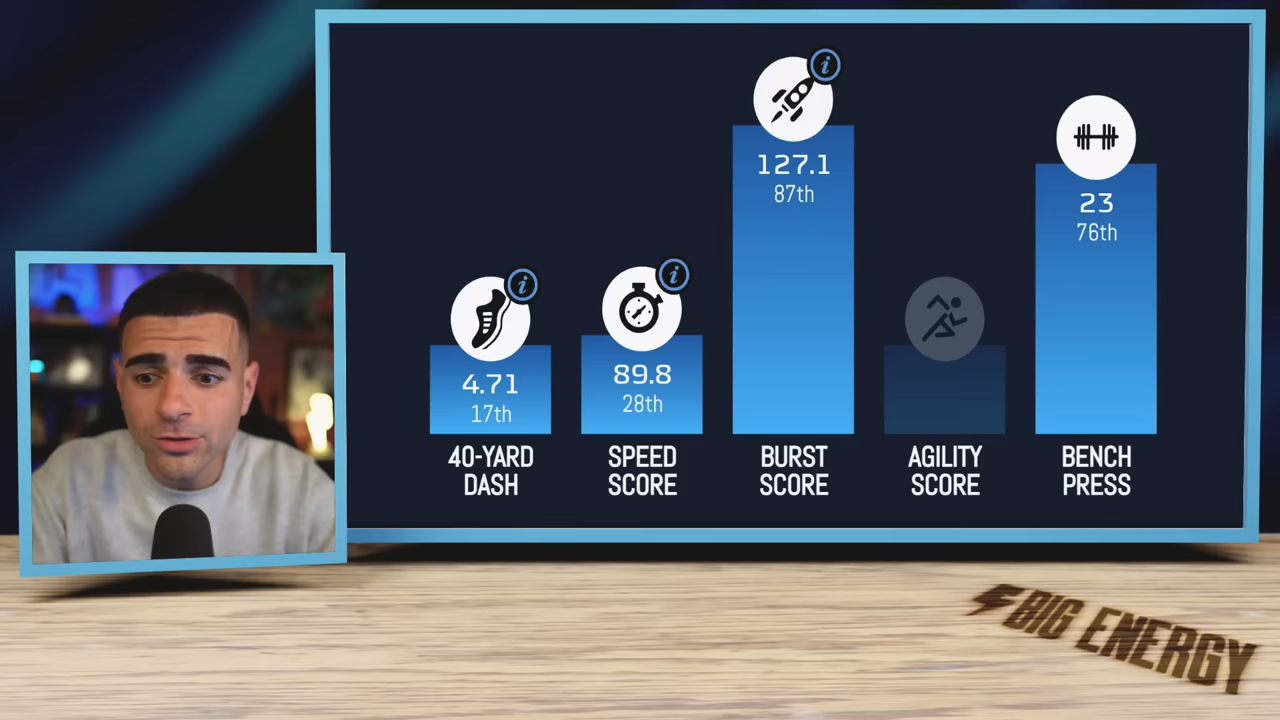 127.1
87th
23
76th
4.71
17th
89.8
28th
40-YARD
DASH
SPEED
SCORE
BURST
SCORE
AGILITY
SCORE
BENCH
PRESS
BIG ENERGY